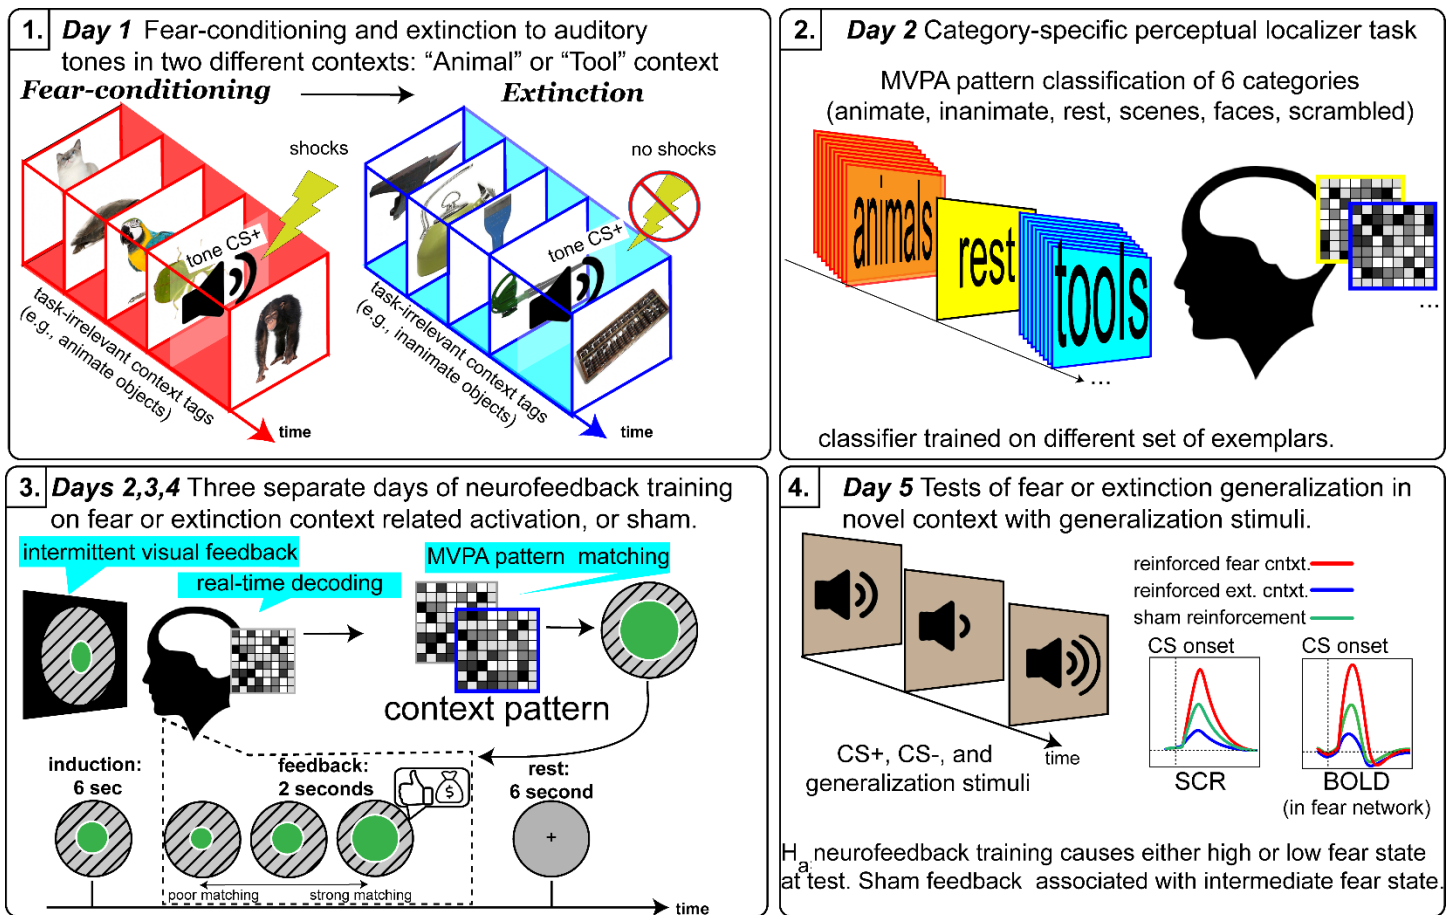 1. Day 1 Fear-conditioning and extinction to auditory
tones in two different contexts: “Animal” or “Tool” context
Fear-conditioning
Extinction
shocks
no shocks
tone CS+
tone CS+
task-irrelevant context tags
(e.g., animate objects)
time
task-irrelevant context tags
(e.g., inanimate objects)
time
2. Day 2 Category-specific perceptual localizer task
MVPA pattern classification of 6 categories
(animate, inanimate, rest, scenes, faces, scrambled)
animals
rest
tools
...
...
classifier trained on different set of exemplars.
3. Days 2,3,4 Three separate days of neurofeedback training
on fear or extinction context related activation, or sham.
intermittent visual feedback
real-time decoding
MVPA pattern matching
context pattern
induction:
6 sec
feedback:
2 seconds
$
rest:
6 second
+
poor matching
strong matching
time
4. Day 5 Tests of fear or extinction generalization in
novel context with generalization stimuli.
reinforced fear cntxt.
reinforced ext. cntxt.
sham reinforcement
CS onset
CS onset
time
CS+, CS-, and
generalization stimuli
SCR
BOLD
(in fear network)
Ha: neurofeedback training causes either high or low fear state
at test. Sham feedback associated with intermediate fear state.